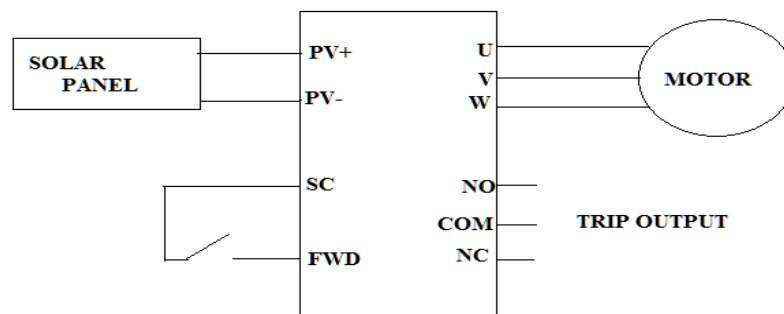 SOLAR
PANEL
PV+
PV-
SC
FWD
U
V
W
NO
COM
NC
MOTOR
TRIP OUTPUT